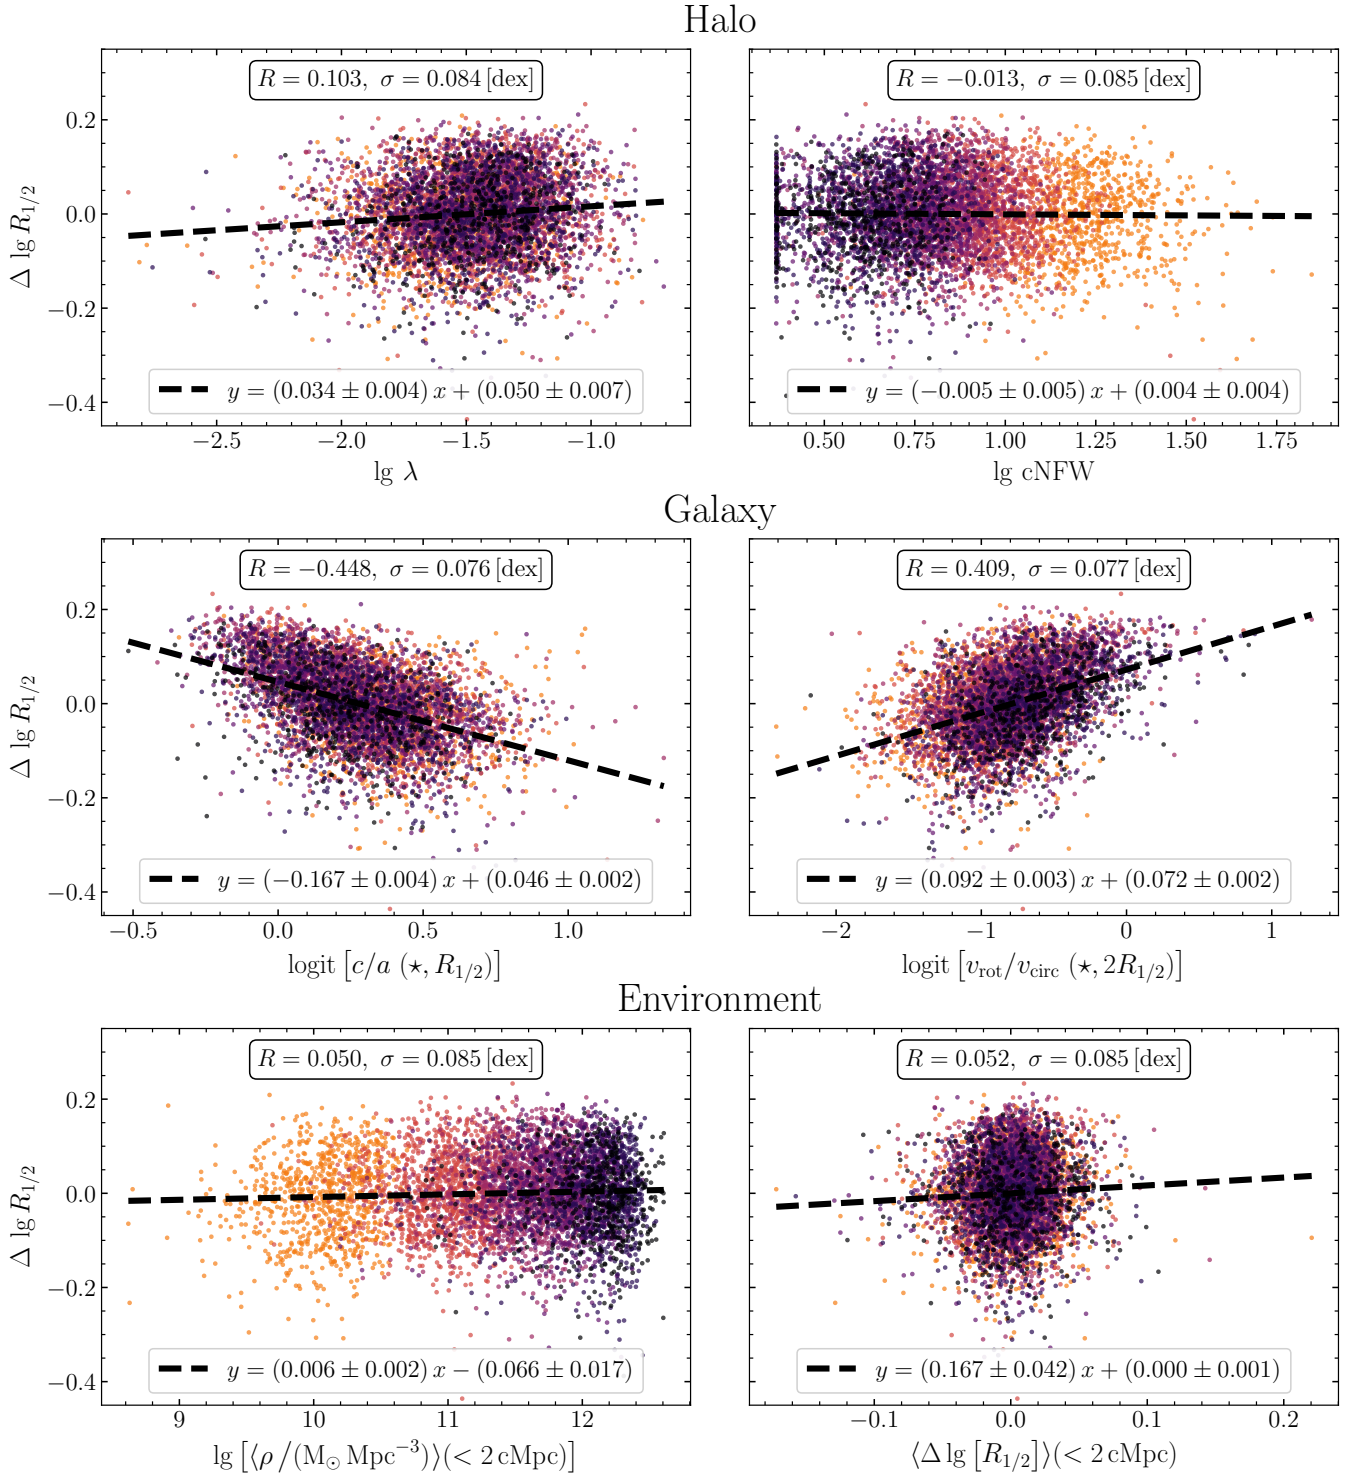 Halo
R = 0.103, σ = 0.084 [dex]
R = −0.013, σ = 0.085 [dex]
Δ lg R1/2
0.2
0.0
−0.2
−0.4
y = (0.034 ± 0.004) x + (0.050 ± 0.007)
y = (−0.005 ± 0.005) x + (0.004 ± 0.004)
−2.5 −2.0 −1.5 −1.0
0.50 0.75 1.00 1.25 1.50 1.75
lg λ
lg cNFW
Galaxy
R = −0.448, σ = 0.076 [dex]
R = 0.409, σ = 0.077 [dex]
Δ lg R1/2
0.2
0.0
−0.2
−0.4
y = (−0.167 ± 0.004) x + (0.046 ± 0.002)
y = (0.092 ± 0.003) x + (0.072 ± 0.002)
−0.5 0.0 0.5 1.0
−2 −1 0 1
logit [c/a (⋆, R1/2)]
logit [vrot/vcirc (⋆, 2R1/2)]
Environment
R = 0.050, σ = 0.085 [dex]
R = 0.052, σ = 0.085 [dex]
Δ lg R1/2
0.2
0.0
−0.2
−0.4
y = (0.006 ± 0.002) x − (0.066 ± 0.017)
y = (0.167 ± 0.042) x + (0.000 ± 0.001)
9 10 11 12
−0.1 0.0 0.1 0.2
lg [⟨ρ/(M⊙ Mpc−3)⟩(< 2 cMpc)]
⟨Δ lg [R1/2]⟩(< 2 cMpc)